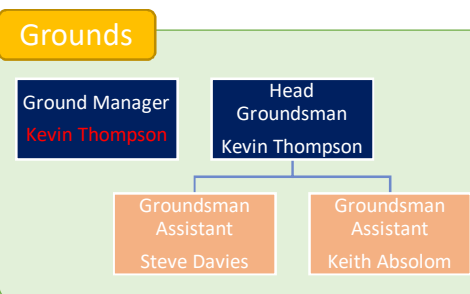 Grounds
Ground Manager
Kevin Thompson
Head
Groundsman
Kevin Thompson
Groundsman
Assistant
Steve Davies
Groundsman
Assistant
Keith Absolom